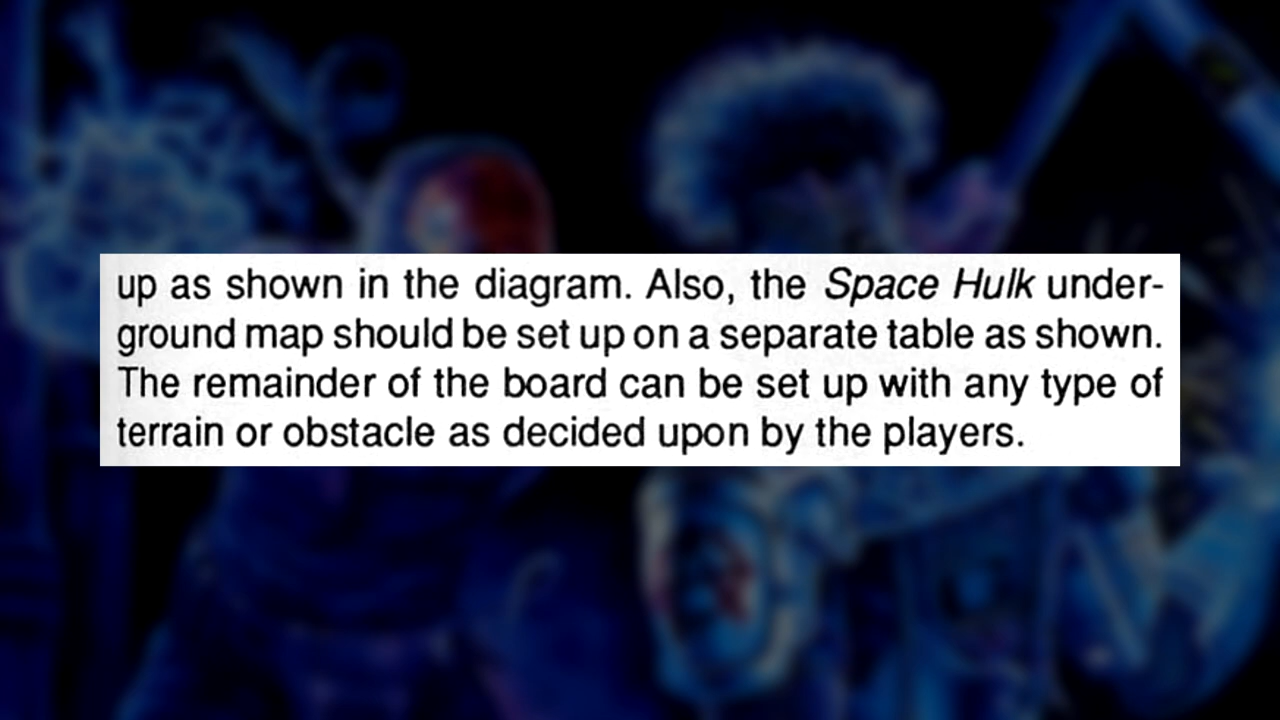 up as shown in the diagram. Also, the Space Hulk under-
ground map should be set up on a separate table as shown.
The remainder of the board can be set up with any type of
terrain or obstacle as decided upon by the players.